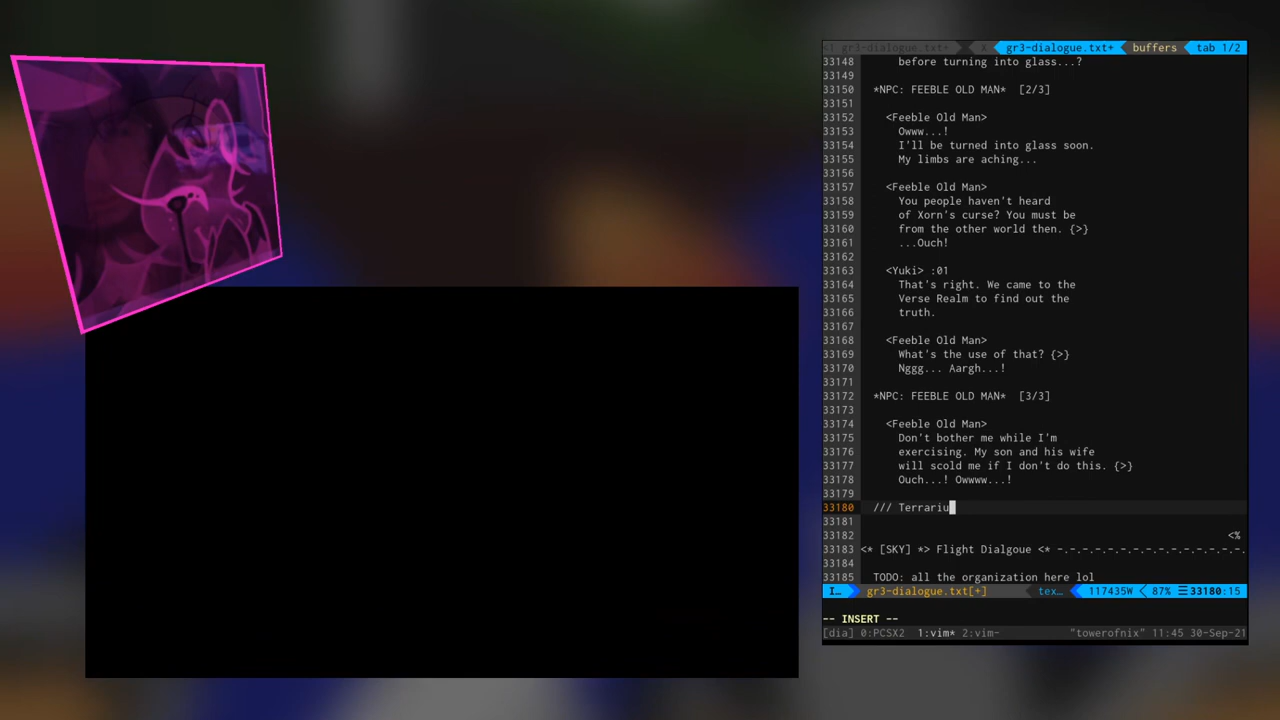 <1 gr3-dialogue.txt+ X gr3-dialogue.txt+ buffers tab 1/2
33148 before turning into glass...?
33149
33150 *NPC: FEEBLE OLD MAN* [2/3]
33151
33152 <Feeble Old Man>
33153 Owww...!
33154 I'll be turned into glass soon.
33155 My limbs are aching...
33156
33157 <Feeble Old Man>
33158 You people haven't heard
33159 of Xorn's curse? You must be
33160 from the other world then. {>}
33161 ...Ouch!
33162
33163 <Yuki> :01
33164 That's right. We came to the
33165 Verse Realm to find out the
33166 truth.
33167
33168 <Feeble Old Man>
33169 What's the use of that? {>}
33170 Nggg... Aargh...!
33171
33172 *NPC: FEEBLE OLD MAN* [3/3]
33173
33174 <Feeble Old Man>
33175 Don't bother me while I'm
33176 exercising. My son and his wife
33177 will scold me if I don't do this. {>}
33178 Ouch...! Owwww...!
33179
33180 /// Terrariu
33181
33182 <%
33183 <* [SKY] *> Flight Dialgoue <* -.-.-.-.-.-.-.-.-.-.-.-.-.-.-.
33184
33185 TODO: all the organization here lol
I... gr3-dialogue.txt[+] tex… 117435W 87% ☰33180:15
-- INSERT --
[dia] 0:PCSX2 1:vim* 2:vim- "towerofnix" 11:45 30-Sep-21